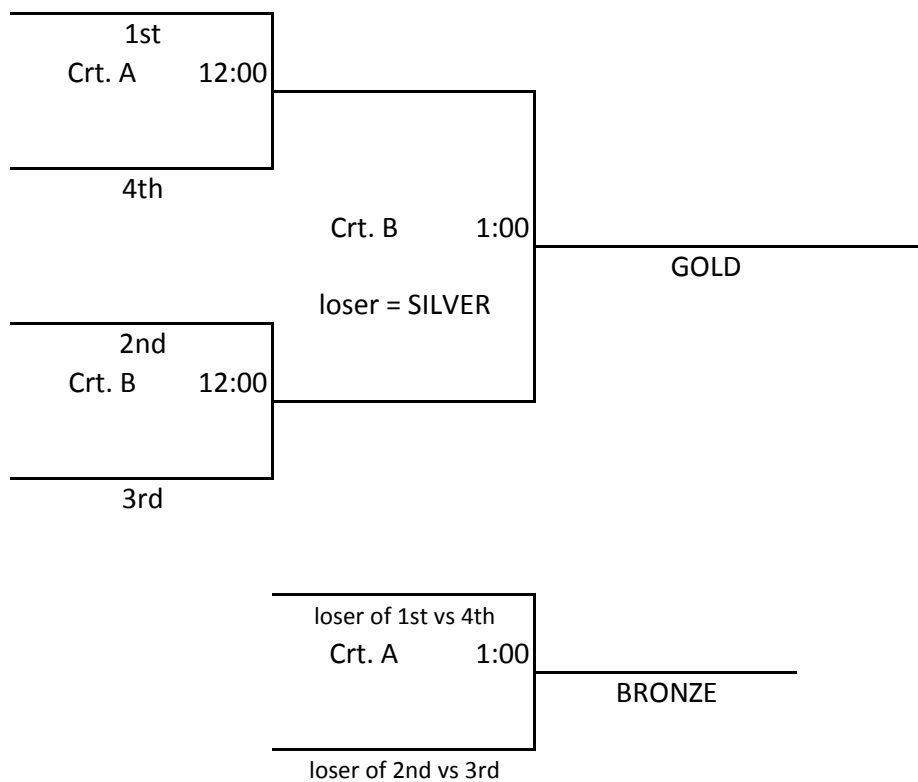 1st
Crt. A 12:00
4th
Crt. B 1:00
GOLD
loser = SILVER
2nd
Crt. B 12:00
3rd
loser of 1st vs 4th
Crt. A 1:00
BRONZE
loser of 2nd vs 3rd